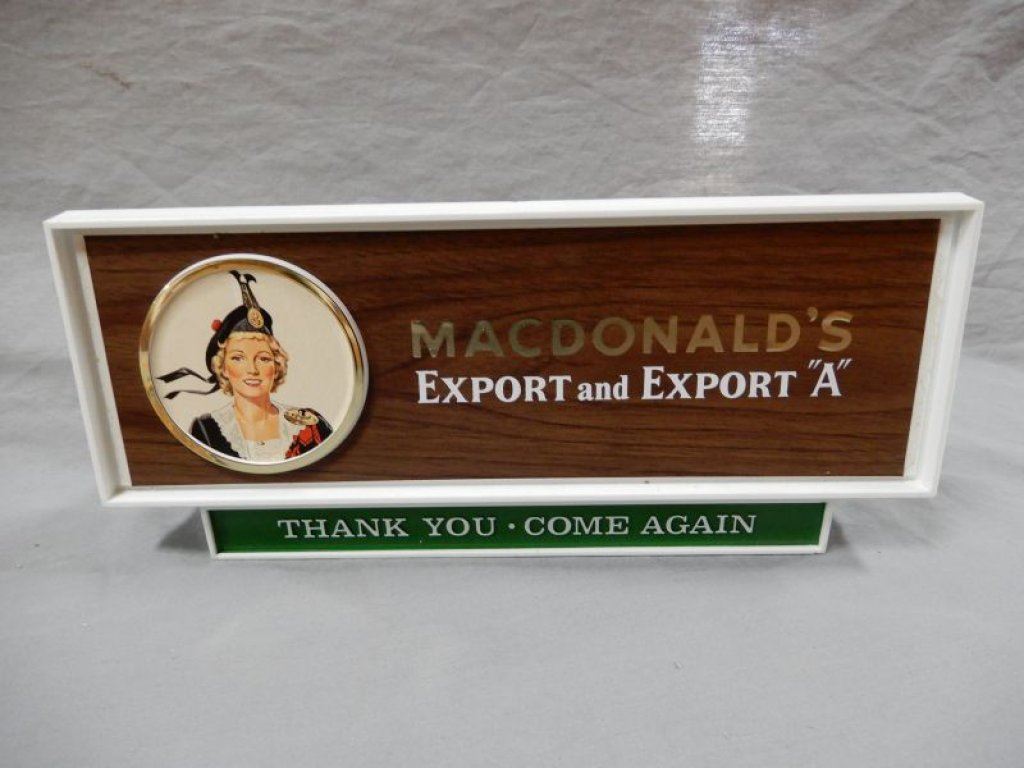 MACDONALD'S
EXPORT and EXPORT "A"
THANK YOU · COME AGAIN